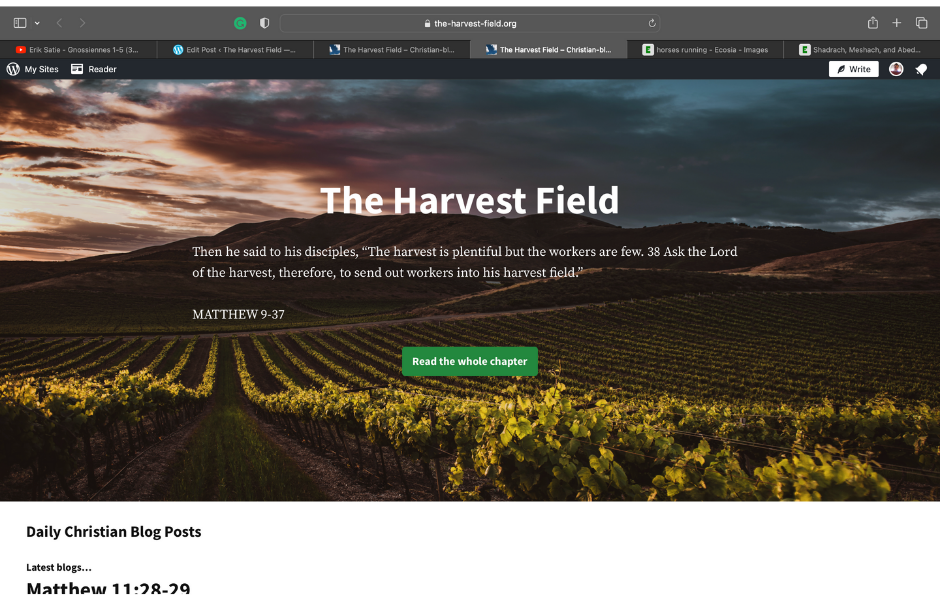 the-harvest-field.org
Erik Satie - Gnossiennes 1-5 (3...
Edit Post ‹ The Harvest Field —...
The Harvest Field – Christian-bl...
The Harvest Field – Christian-bl...
horses running - Ecosia - Images
Shadrach, Meshach, and Abed...
My Sites
Reader
Write
The Harvest Field
Then he said to his disciples, “The harvest is plentiful but the workers are few. 38 Ask the Lord
of the harvest, therefore, to send out workers into his harvest field.”
MATTHEW 9-37
Read the whole chapter
Daily Christian Blog Posts
Latest blogs...
Matthew 11:28-29